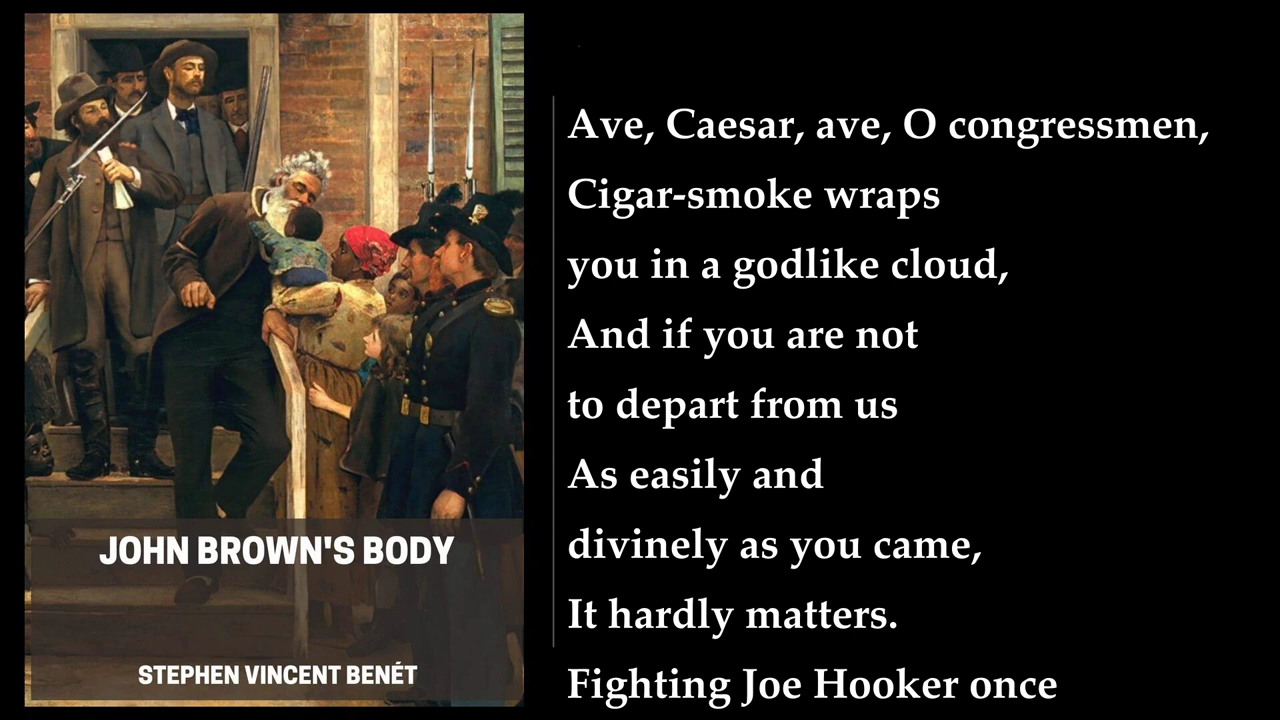 JOHN BROWN'S BODY
STEPHEN VINCENT BENÉT
Ave, Caesar, ave, O congressmen,
Cigar-smoke wraps
you in a godlike cloud,
And if you are not
to depart from us
As easily and
divinely as you came,
It hardly matters.
Fighting Joe Hooker once